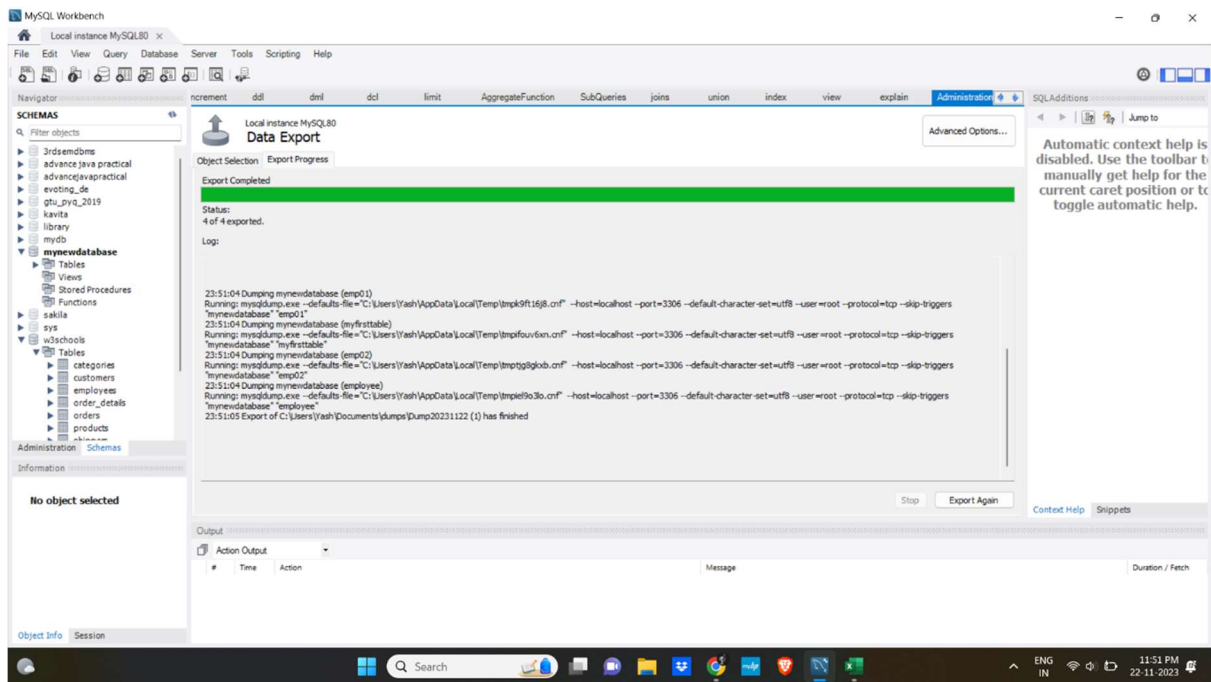 MySQL Workbench
Local instance MySQL80
File Edit View Query Database Server Tools Scripting Help
Navigator
SCHEMAS
Filter objects
3rdsemdbms
advance java practical
advancejavapractical
evoting_de
gtu_pyq_2019
kavita
library
mydb
mynewdatabase
Tables
Views
Stored Procedures
Functions
sakila
sys
w3schools
Tables
categories
customers
employees
order_details
orders
products
Administration Schemas
Information
No object selected
Object Info Session
ncrement ddl dml dcl limit AggregateFunction SubQueries joins union index view explain Administration
Local instance MySQL80
Data Export
Advanced Options...
Object Selection Export Progress
Export Completed
Status:
4 of 4 exported.
Log:
23:51:04 Dumping mynewdatabase (emp01)
Running: mysqldump.exe --defaults-file="C:\Users\Yash\AppData\Local\Temp\tmpk9ft16j8.cnf" --host=localhost --port=3306 --default-character-set=utf8 --user=root --protocol=tcp --skip-triggers
"mynewdatabase" "emp01"
23:51:04 Dumping mynewdatabase (myfirsttable)
Running: mysqldump.exe --defaults-file="C:\Users\Yash\AppData\Local\Temp\tmpifouv6xn.cnf" --host=localhost --port=3306 --default-character-set=utf8 --user=root --protocol=tcp --skip-triggers
"mynewdatabase" "myfirsttable"
23:51:04 Dumping mynewdatabase (emp02)
Running: mysqldump.exe --defaults-file="C:\Users\Yash\AppData\Local\Temp\tmptjg8gkxb.cnf" --host=localhost --port=3306 --default-character-set=utf8 --user=root --protocol=tcp --skip-triggers
"mynewdatabase" "emp02"
23:51:04 Dumping mynewdatabase (employee)
Running: mysqldump.exe --defaults-file="C:\Users\Yash\AppData\Local\Temp\tmpiel9o3lo.cnf" --host=localhost --port=3306 --default-character-set=utf8 --user=root --protocol=tcp --skip-triggers
"mynewdatabase" "employee"
23:51:05 Export of C:\Users\Yash\Documents\dumps\Dump20231122 (1) has finished
Stop Export Again
Output
Action Output
# Time Action Message Duration / Fetch
SQLAdditions
Jump to
Automatic context help is
disabled. Use the toolbar t
manually get help for the
current caret position or tc
toggle automatic help.
Context Help Snippets
Search
ENG
IN
11:51 PM
22-11-2023